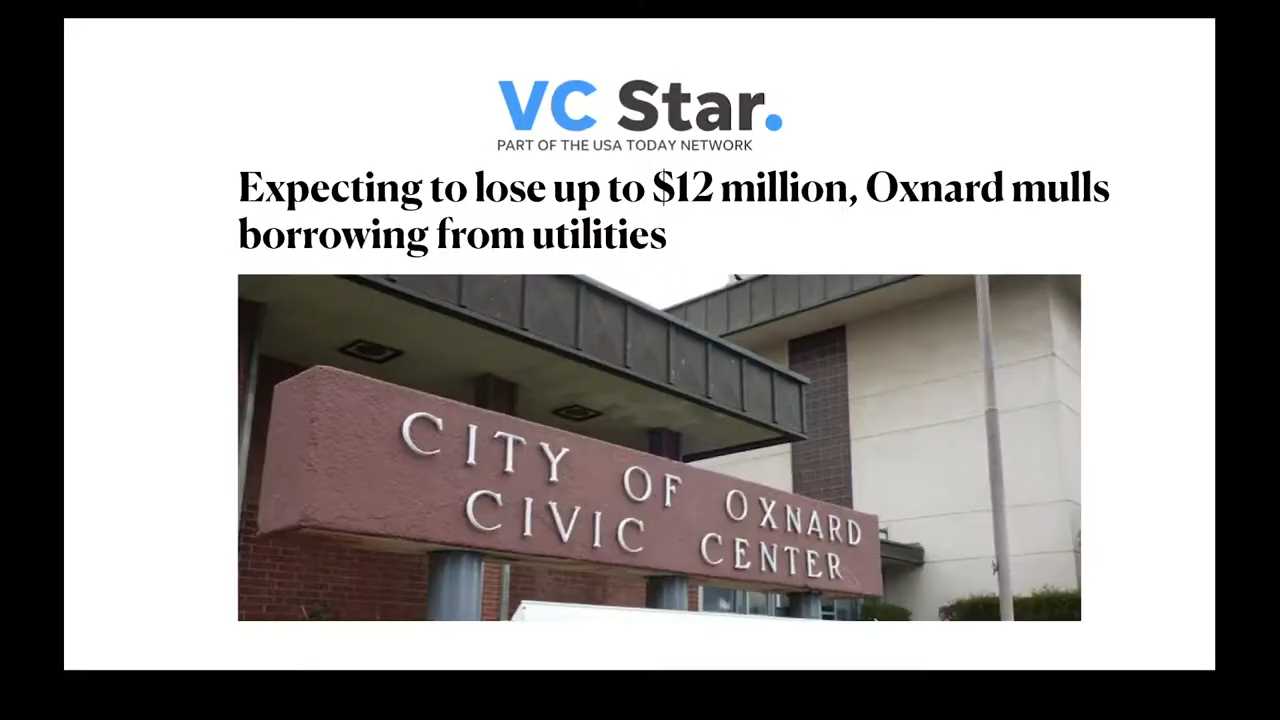 VC Star.
PART OF THE USA TODAY NETWORK
Expecting to lose up to $12 million, Oxnard mulls
borrowing from utilities
CITY OF OXNARD
CIVIC CENTER